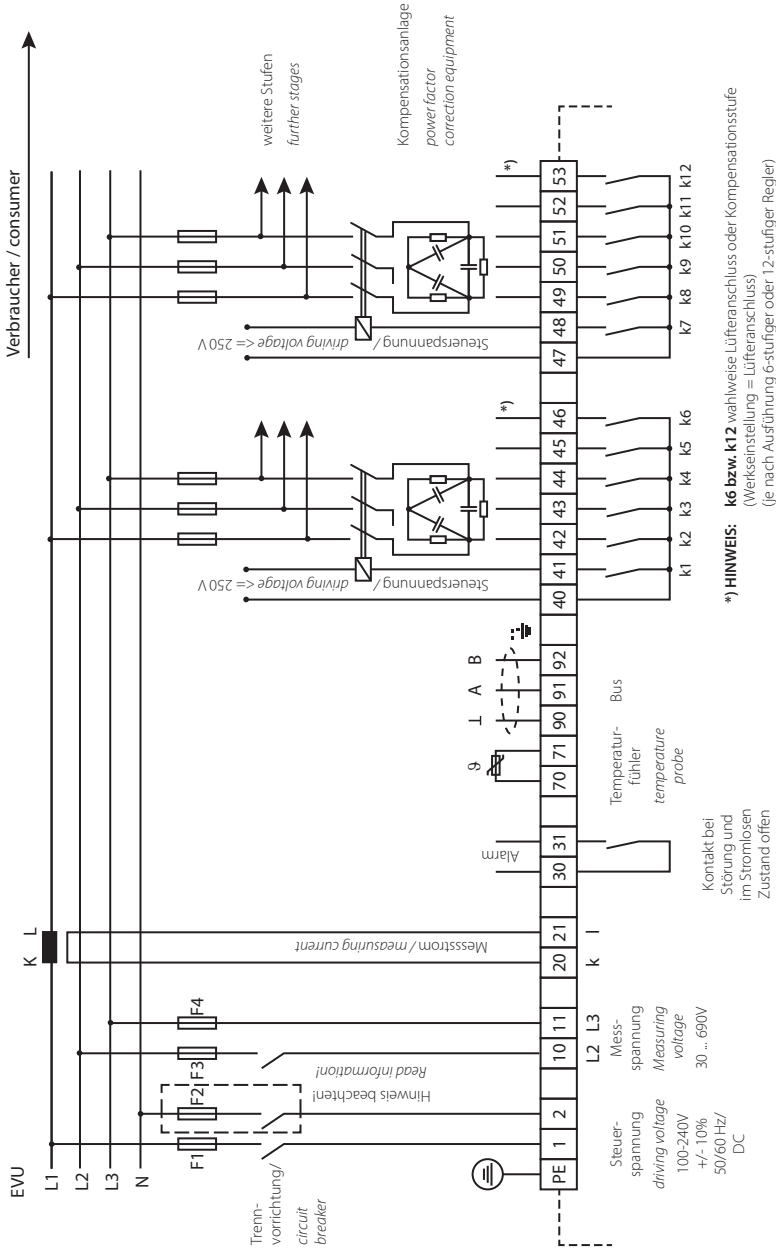 Verbraucher / consumer
EVU
L1
L2
L3
N
K L
F1
F2
F3
F4
Trenn-
vorrichtung/
circuit
breaker
Hinweis beachten!
Read information!
Messstrom / measuring current
Alarm
ϑ
⊥ A B
Steuerspannung /
driving voltage <= 250 V
Steuerspannung /
driving voltage <= 250 V
weitere Stufen
further stages
Kompensationsanlage
power factor
correction equipment
*)
*)
PE 1 2 10 11 20 21 30 31 70 71 90 91 92 40 41 42 43 44 45 46 47 48 49 50 51 52 53
L2 L3
k l
k1 k2 k3 k4 k5 k6
k7 k8 k9 k10 k11 k12
Steuer-
spannung
driving voltage
100-240V
+/- 10%
50/60 Hz/
DC
Mess-
spannung
Measuring
voltage
30 ... 690V
Kontakt bei
Störung und
im Stromlosen
Zustand offen
Temperatur-
fühler
temperature
probe
Bus
*) HINWEIS: k6 bzw. k12 wahlweise Lüfteranschluss oder Kompensationsstufe
(Werkseinstellung = Lüfteranschluss)
(je nach Ausführung 6-stufiger oder 12-stufiger Regler)